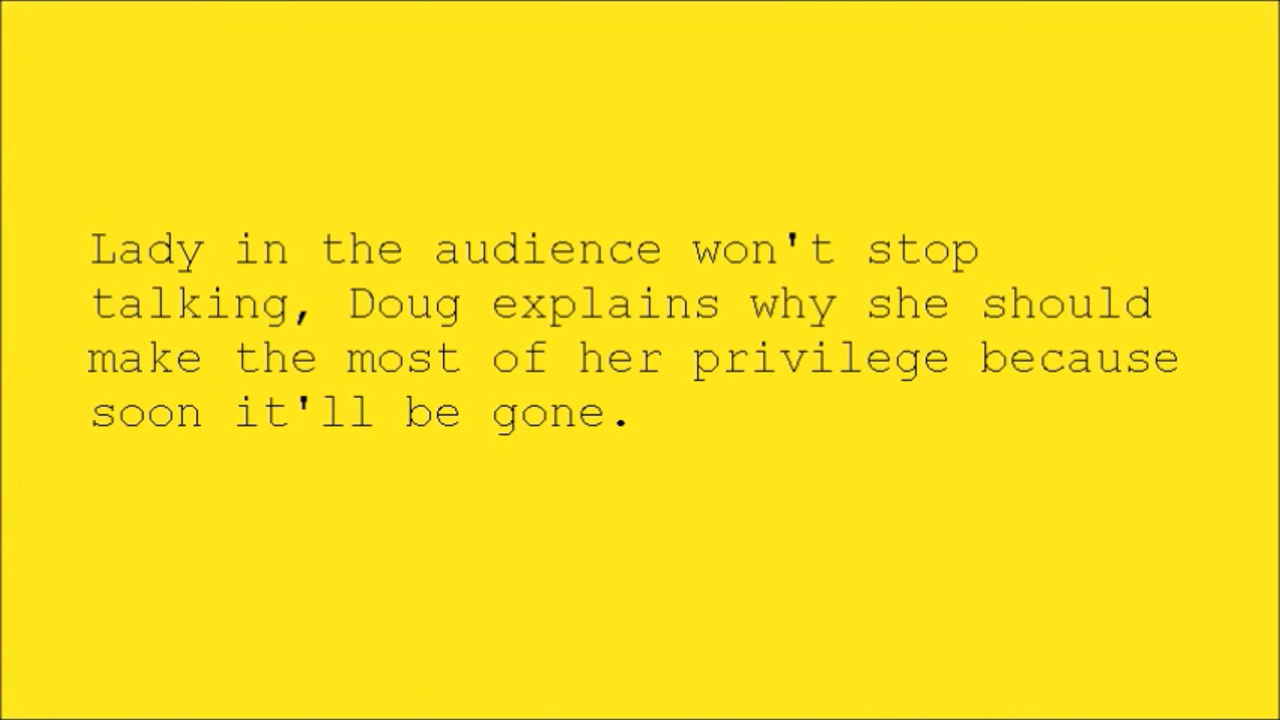 Lady in the audience won't stop
talking, Doug explains why she should
make the most of her privilege because
soon it'll be gone.